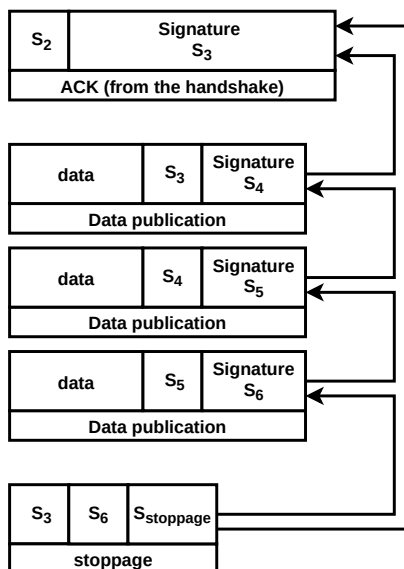 S2 Signature
S3
ACK (from the handshake)
data S3 Signature
S4
Data publication
data S4 Signature
S5
Data publication
data S5 Signature
S6
Data publication
S3 S6 Sstoppage
stoppage